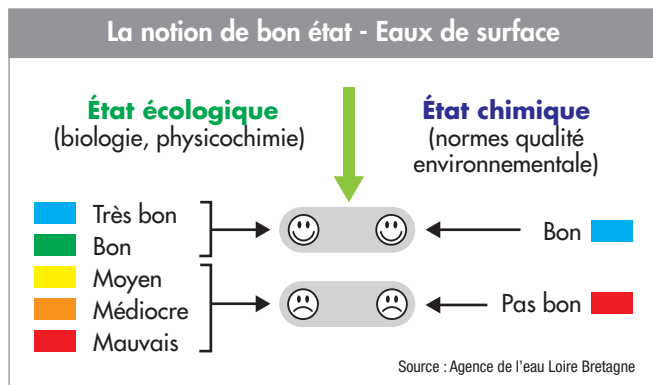 La notion de bon état - Eaux de surface
État écologique
(biologie, physicochimie)
État chimique
(normes qualité
environnementale)
Très bon
Bon
Moyen
Médiocre
Mauvais
Bon
Pas bon
Source : Agence de l'eau Loire Bretagne